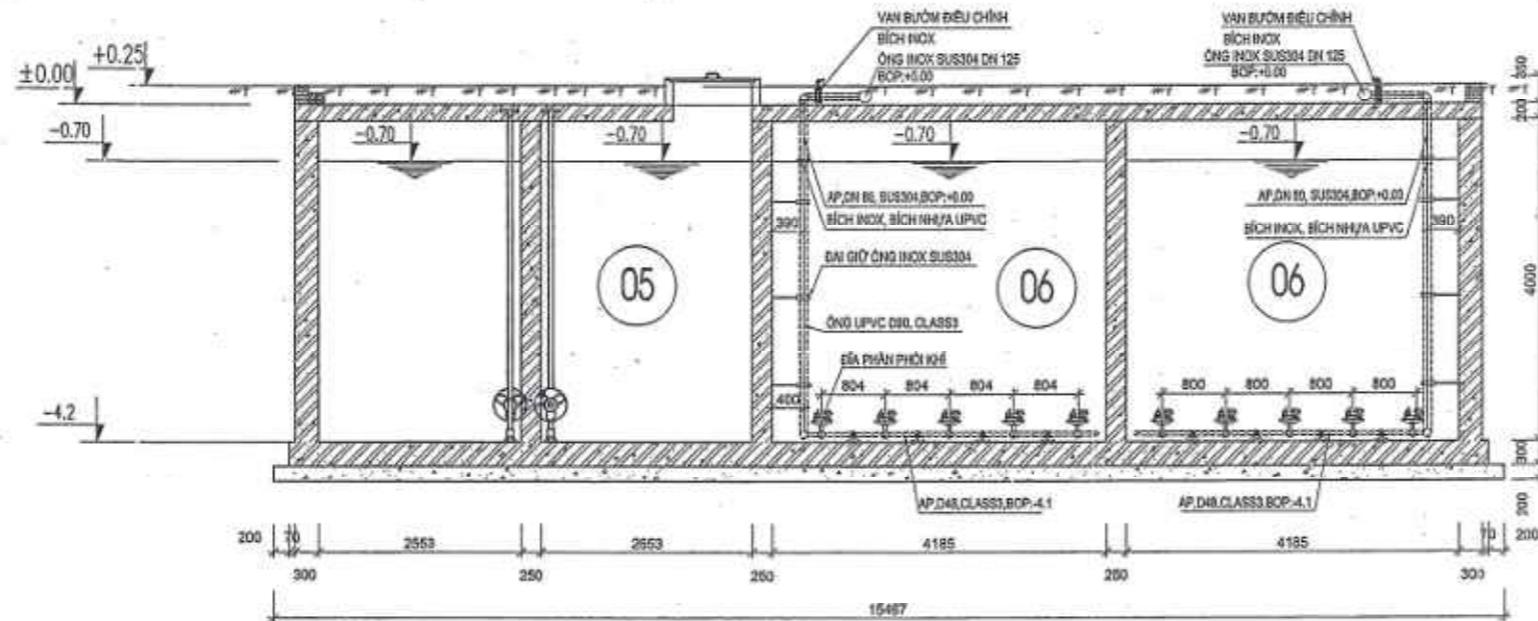 VAN BƯỚM ĐIỀU CHỈNH
BÍCH INOX
ỐNG INOX SUS304 DN 125
BOP:+0.00
VAN BƯỚM ĐIỀU CHỈNH
BÍCH INOX
ỐNG INOX SUS304 DN 125
BOP:+0.00
+0.25
±0.00
-0.70
-0.70
-0.70
-0.70
-0.70
200
AP,DN 80, SUS304,BOP:+0.00
BÍCH INOX, BÍCH NHỰA UPVC
AP,DN 80, SUS304,BOP:+0.00
BÍCH INOX, BÍCH NHỰA UPVC
390
390
ĐAI GIỮ ỐNG INOX SUS304
05
06
06
4000
ỐNG UPVC D90, CLASS3
ĐĨA PHÂN PHỐI KHÍ
804 804 804 804
800 800 800 800
400
-4.2
300
AP,D48,CLASS3,BOP:-4.1
AP,D48,CLASS3.BOP:-4.1
200
200 70 2553 2553 4185 4185 70 200
300 250 250 250 300
15467